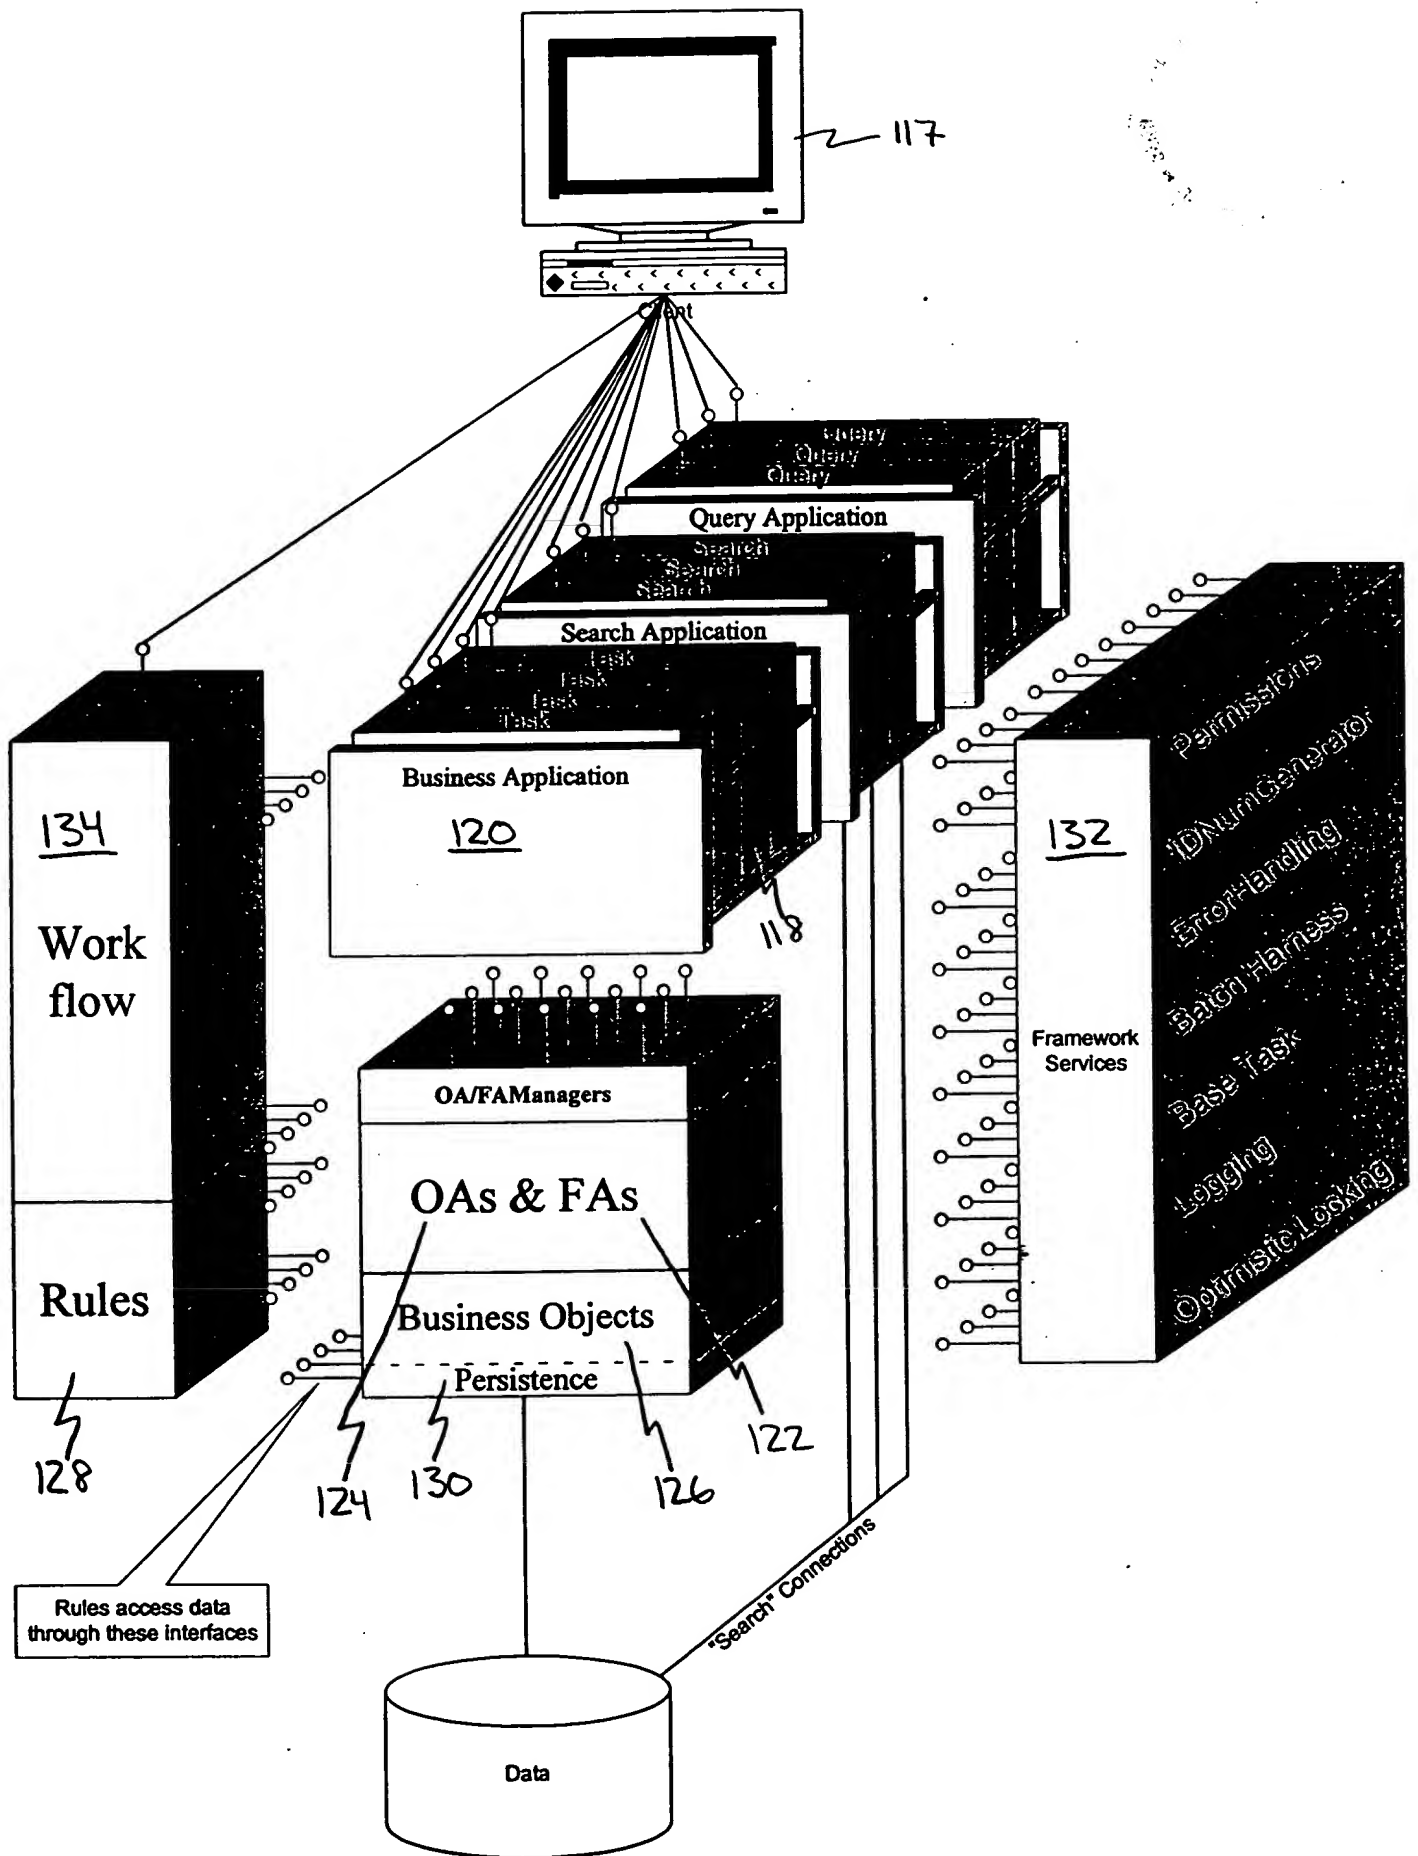 117
Client
Query
Query
Query
Query Application
Search
Search
Search
Search Application
Task
Task
Task
Task
Business Application
120
118
134
Work
flow
Rules
128
OA/FAManagers
OAs & FAs
Business Objects
Persistence
124
130
126
122
132
Framework
Services
Permissions
IDNumGenerator
ErrorHandling
Batch Harness
Base Task
Logging
Optimistic Locking
Rules access data
through these interfaces
"Search" Connections
Data